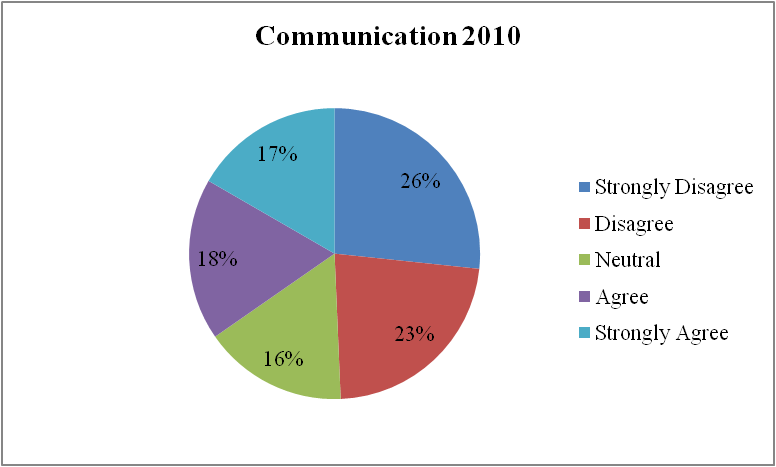 Communication 2010
17%
26%
18%
16%
23%
Strongly Disagree
Disagree
Neutral
Agree
Strongly Agree